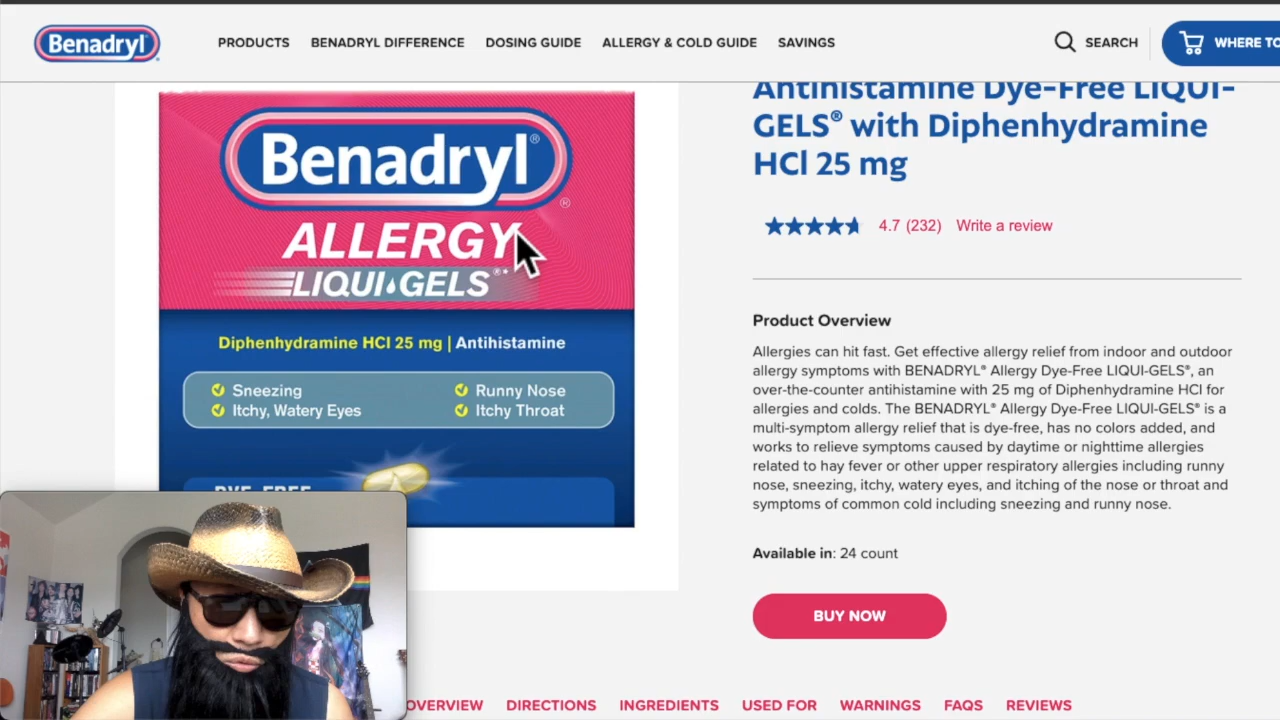 Benadryl
PRODUCTS
BENADRYL DIFFERENCE
DOSING GUIDE
ALLERGY & COLD GUIDE
SAVINGS
SEARCH
WHERE TO
Benadryl®
®
ALLERGY
LIQUI•GELS®*
Diphenhydramine HCl 25 mg | Antihistamine
Sneezing
Runny Nose
Itchy, Watery Eyes
Itchy Throat
DYE-FREE
Antihistamine Dye-Free LIQUI-
GELS® with Diphenhydramine
HCl 25 mg
4.7 (232) Write a review
Product Overview
Allergies can hit fast. Get effective allergy relief from indoor and outdoor
allergy symptoms with BENADRYL® Allergy Dye-Free LIQUI-GELS®, an
over-the-counter antihistamine with 25 mg of Diphenhydramine HCl for
allergies and colds. The BENADRYL® Allergy Dye-Free LIQUI-GELS® is a
multi-symptom allergy relief that is dye-free, has no colors added, and
works to relieve symptoms caused by daytime or nighttime allergies
related to hay fever or other upper respiratory allergies including runny
nose, sneezing, itchy, watery eyes, and itching of the nose or throat and
symptoms of common cold including sneezing and runny nose.
Available in: 24 count
BUY NOW
OVERVIEW
DIRECTIONS
INGREDIENTS
USED FOR
WARNINGS
FAQS
REVIEWS